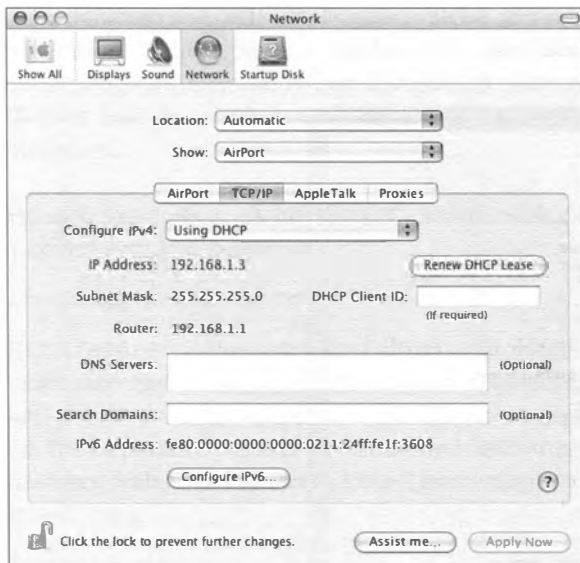 Network
Show All Displays Sound Network Startup Disk
Location: Automatic
Show: AirPort
AirPort TCP/IP AppleTalk Proxies
Configure IPv4: Using DHCP
IP Address: 192.168.1.3 Renew DHCP Lease
Subnet Mask: 255.255.255.0 DHCP Client ID:
(If required)
Router: 192.168.1.1
DNS Servers: (Optional)
Search Domains: (Optional)
IPv6 Address: fe80:0000:0000:0000:0211:24ff:fe1f:3608
Configure IPv6... ?
Click the lock to prevent further changes. Assist me... Apply Now